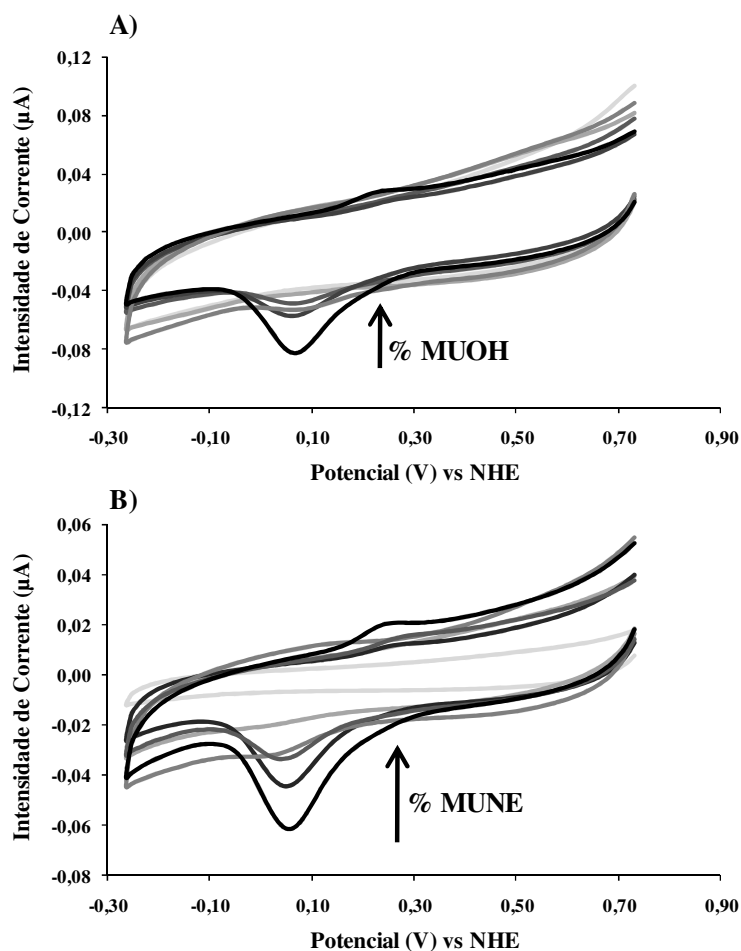 A)
0,12
0,08
0,04
0,00
-0,04
-0,08
-0,12
Intensidade de Corrente (µA)
% MUOH
-0,30 -0,10 0,10 0,30 0,50 0,70 0,90
Potencial (V) vs NHE
B)
0,06
0,04
0,02
0,00
-0,02
-0,04
-0,06
-0,08
Intensidade de Corrente (µA)
% MUNE
-0,30 -0,10 0,10 0,30 0,50 0,70 0,90
Potencial (V) vs NHE